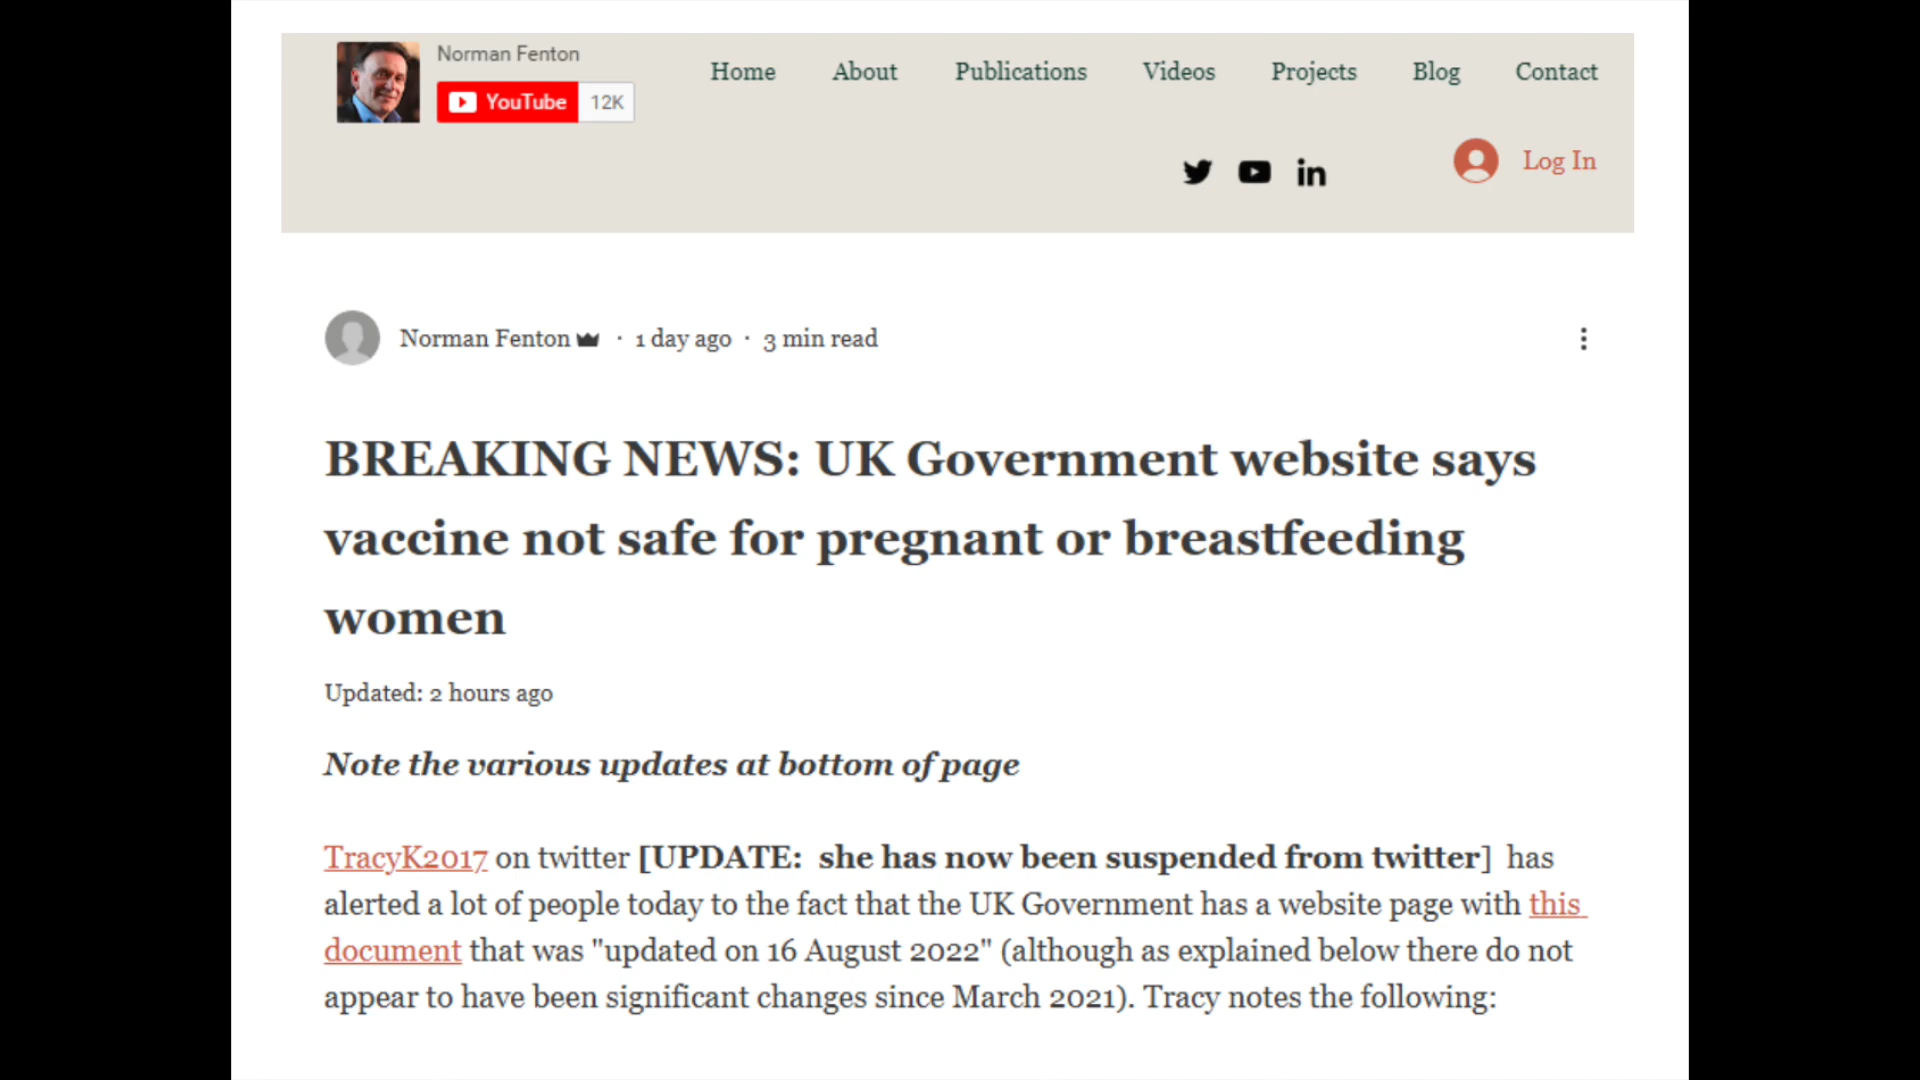 Norman Fenton
YouTube 12K
Home About Publications Videos Projects Blog Contact
in
Log In
Norman Fenton · 1 day ago · 3 min read
BREAKING NEWS: UK Government website says
vaccine not safe for pregnant or breastfeeding
women
Updated: 2 hours ago
Note the various updates at bottom of page
TracyK2017 on twitter [UPDATE:  she has now been suspended from twitter]  has
alerted a lot of people today to the fact that the UK Government has a website page with this
document that was "updated on 16 August 2022" (although as explained below there do not
appear to have been significant changes since March 2021). Tracy notes the following: